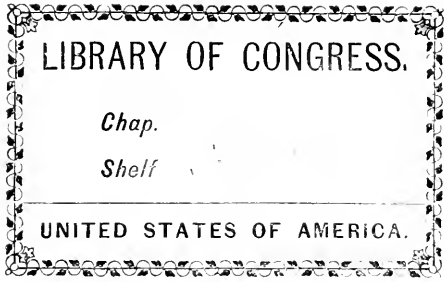 LIBRARY OF CONGRESS.
Chap.
Shelf
UNITED STATES OF AMERICA.